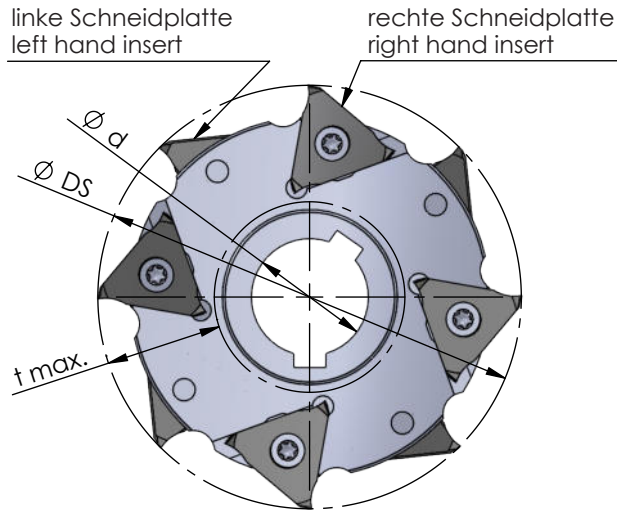 linke Schneidplatte
left hand insert
rechte Schneidplatte
right hand insert
Ø d
Ø DS
t max.